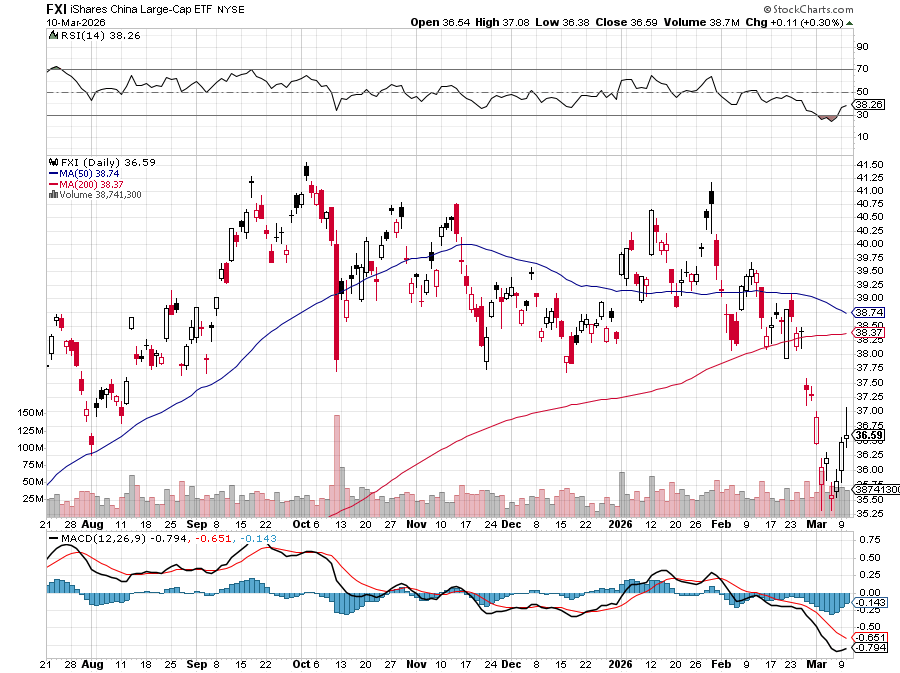 FXI iShares China Large-Cap ETF NYSE
© StockCharts.com
10-Mar-2026
Open 36.54 High 37.08 Low 36.38 Close 36.59 Volume 38.7M Chg +0.11 (+0.30%)
RSI(14) 38.26
90
70
50
38.26
30
10
FXI (Daily) 36.59
MA(50) 38.74
MA(200) 38.37
Volume 38,741,300
41.50
41.25
41.00
40.75
40.50
40.25
40.00
39.75
39.50
39.25
39.00
38.74
38.50
38.37
38.25
38.00
37.75
37.50
37.25
37.00
36.75
36.59
36.25
36.00
38741300
35.50
35.25
150M
125M
100M
75M
50M
25M
21 28 Aug 11 18 25 Sep 8 15 22 Oct 6 13 20 27 Nov 10 17 24 Dec 8 15 22 2026 12 20 26 Feb 9 17 23 Mar 9
MACD(12,26,9) -0.794, -0.651, -0.143
0.75
0.50
0.25
0.00
-0.143
-0.50
-0.651
-0.794
21 28 Aug 11 18 25 Sep 8 15 22 Oct 6 13 20 27 Nov 10 17 24 Dec 8 15 22 2026 12 20 26 Feb 9 17 23 Mar 9